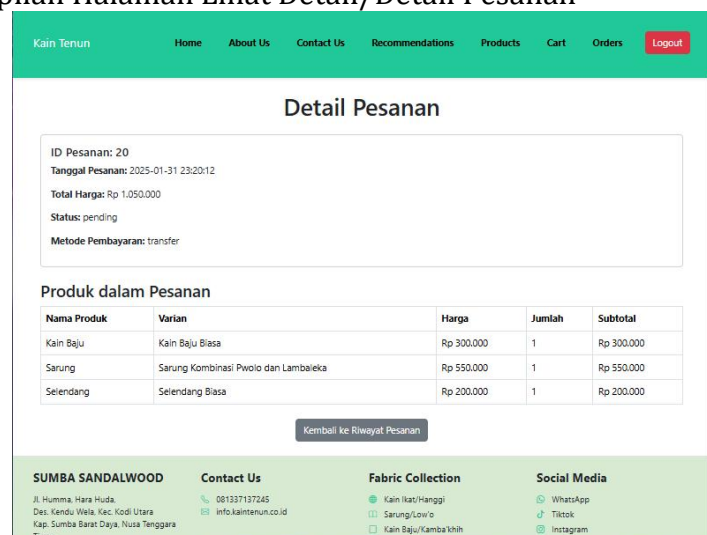 Halaman Lihat Detail/Detail Pesanan
Kain Tenun Home About Us Contact Us Recommendations Products Cart Orders Logout
Detail Pesanan
ID Pesanan: 20
Tanggal Pesanan: 2025-01-31 23:20:12
Total Harga: Rp 1.050.000
Status: pending
Metode Pembayaran: transfer
Produk dalam Pesanan
Nama Produk Varian Harga Jumlah Subtotal
Kain Baju Kain Baju Biasa Rp 300.000 1 Rp 300.000
Sarung Sarung Kombinasi Pwolo dan Lambaleka Rp 550.000 1 Rp 550.000
Selendang Selendang Biasa Rp 200.000 1 Rp 200.000
Kembali ke Riwayat Pesanan
SUMBA SANDALWOOD Contact Us Fabric Collection Social Media
Jl. Humma, Hara Huda, 081337137245 Kain Ikat/Hanggi WhatsApp
Des. Kendu Wela, Kec. Kodi Utara info.kaintenun.co.id Sarung/Low'o Tiktok
Kap. Sumba Barat Daya, Nusa Tenggara Kain Baju/Kamba'khih Instagram